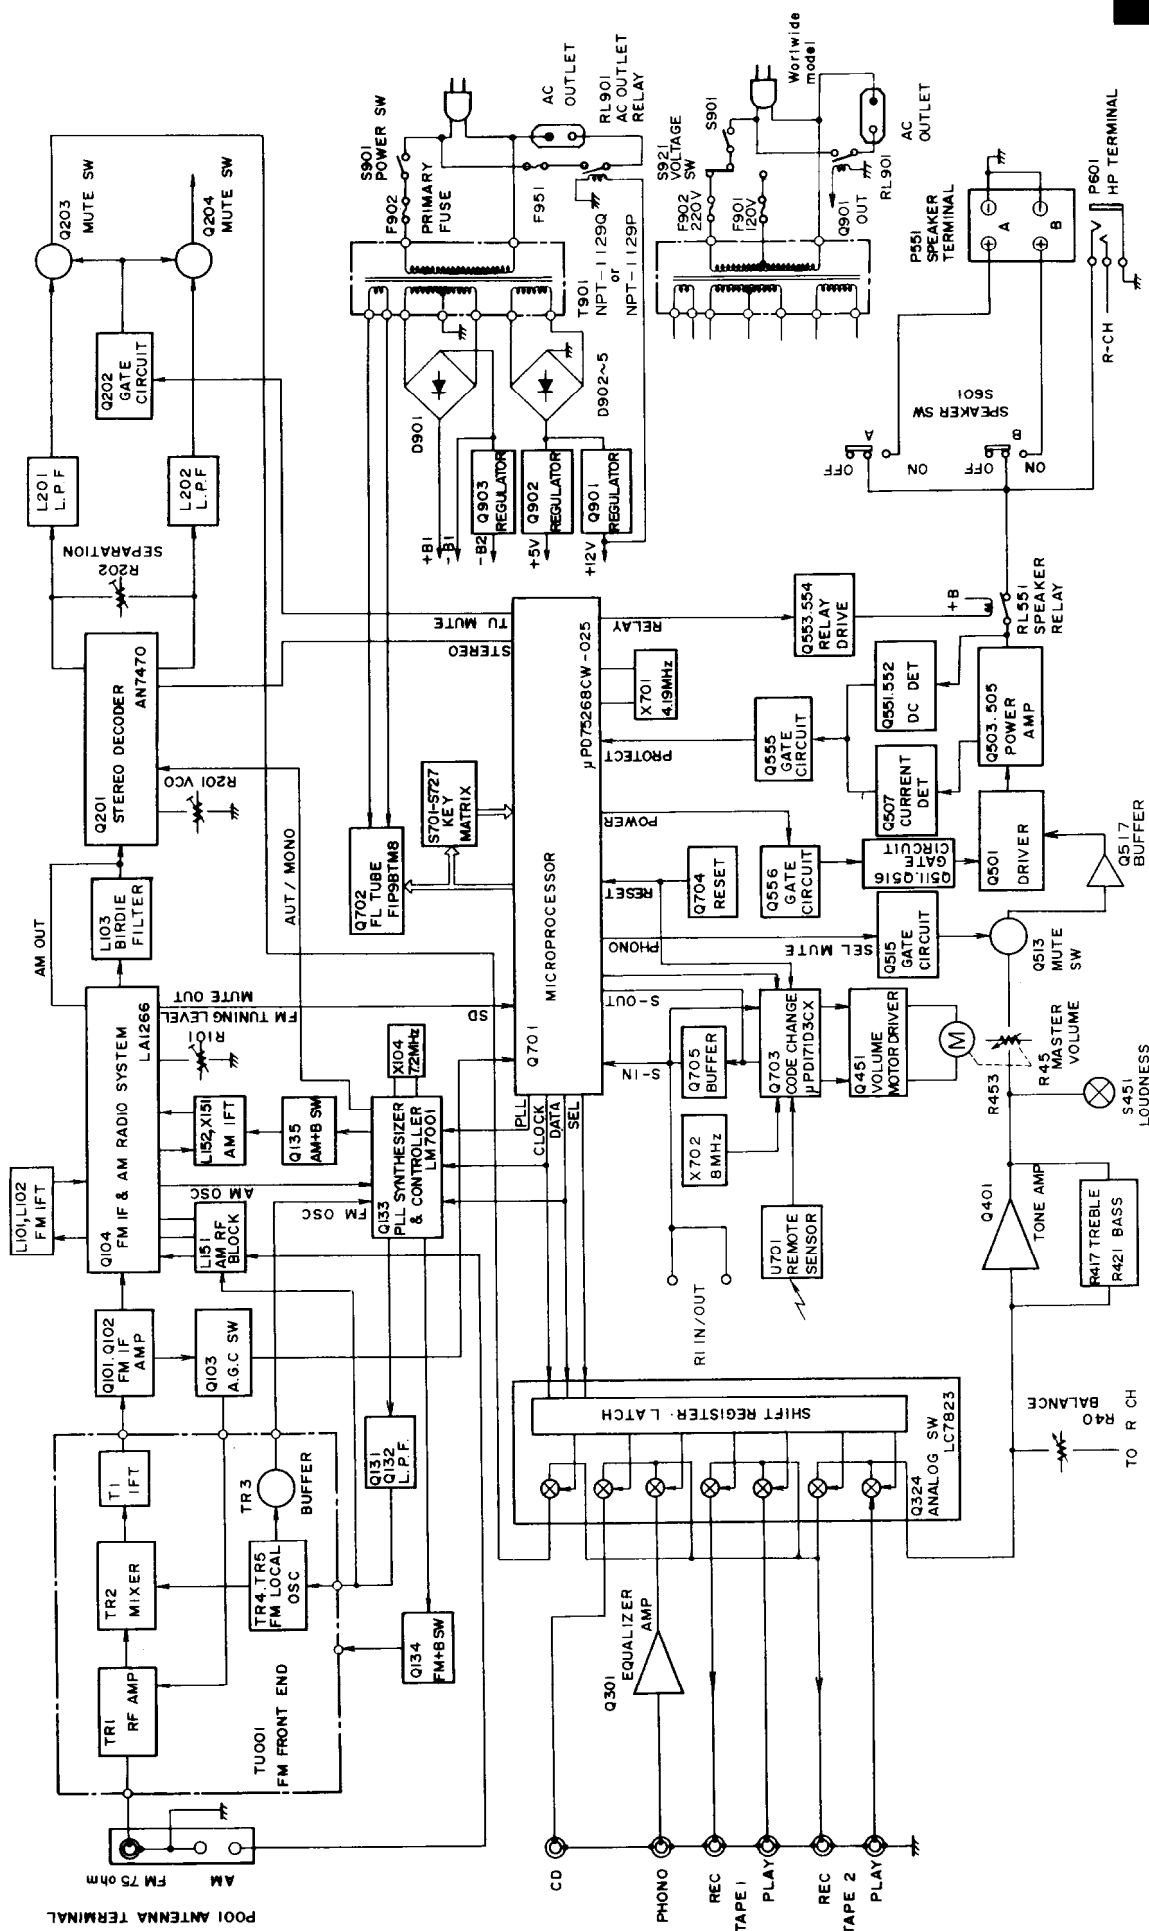 P001 ANTENNA TERMINAL
FM 75 ohm
AM
TU001
FM FRONT END
TR1
RF AMP
TR2
MIXER
T1
IFT
TR4.TR5
FM LOCAL
OSC
TR3
BUFFER
Q101.Q102
FM IF
AMP
Q103
A.G.C SW
L101,L102
FM IFT
Q104
FM IF & AM RADIO SYSTEM
LA1266
L151
AM RF
BLOCK
AM OSC
FM OSC
L152,X151
AM IFT
Q135
AM+B SW
R101
FM TUNING LEVEL
MUTE OUT
AM OUT
L103
BIRDIE
FILTER
Q201
STEREO DECODER
AN7470
R201 VCO
R202
SEPARATION
L201
L.P.F
L202
L.P.F
Q202
GATE
CIRCUIT
Q203
MUTE SW
Q204
MUTE SW
Q131
Q132
L.P.F.
Q134
FM+B SW
Q133
PLL SYNTHESIZER
& CONTROLLER
LM7001
X104
7.2MHz
AUT / MONO
SD
STEREO
TU MUTE
Q702
FL TUBE
FIP9BTM8
S701-S727
KEY
MATRIX
Q701
MICROPROCESSOR
μPD75268CW-025
PLL
CLOCK
DATA
SEL
S-IN
S-OUT
PHONO
RESET
POWER
PROTECT
RELAY
X701
4.19MHz
Q705
BUFFER
Q704
RESET
Q703
CODE CHANGE
μPD171D3CX
X702
8MHz
U701
REMOTE
SENSOR
RI IN/OUT
Q451
VOLUME
MOTOR DRIVER
M
SEL MUTE
Q515
GATE
CIRCUIT
Q556
GATE
CIRCUIT
Q511.Q516
GATE
CIRCUIT
Q555
GATE
CIRCUIT
Q507
CURRENT
DET
Q551.552
DC DET
Q553.554
RELAY
DRIVE
Q501
DRIVER
Q503.505
POWER
AMP
+B
RL551
SPEAKER
RELAY
Q513
MUTE
SW
Q517
BUFFER
R453
R45
MASTER
VOLUME
S451
LOUDNESS
Q401
TONE AMP
R417 TREBLE
R421 BASS
R40
BALANCE
TO R CH
SHIFT REGISTER·LATCH
Q324
ANALOG SW
LC7823
Q301
EQUALIZER
AMP
CD
PHONO
REC
TAPE 1
PLAY
REC
TAPE 2
PLAY
+B1
-B1
-B2
+5V
+12V
D901
Q903
REGULATOR
Q902
REGULATOR
Q901
REGULATOR
D902~5
T901
NPT-1129Q
or
NPT-1129P
F902
PRIMARY
FUSE
S901
POWER SW
F951
AC
OUTLET
RL901
AC OUTLET
RELAY
F902
220V
F901
120V
S921
VOLTAGE
SW
S901
Worlwide
model
Q901
OUT
RL901
AC
OUTLET
SPEAKER SW
S601
A
OFF
ON
B
OFF
ON
P551
SPEAKER
TERMINAL
A
B
R-CH
P601
HP TERMINAL